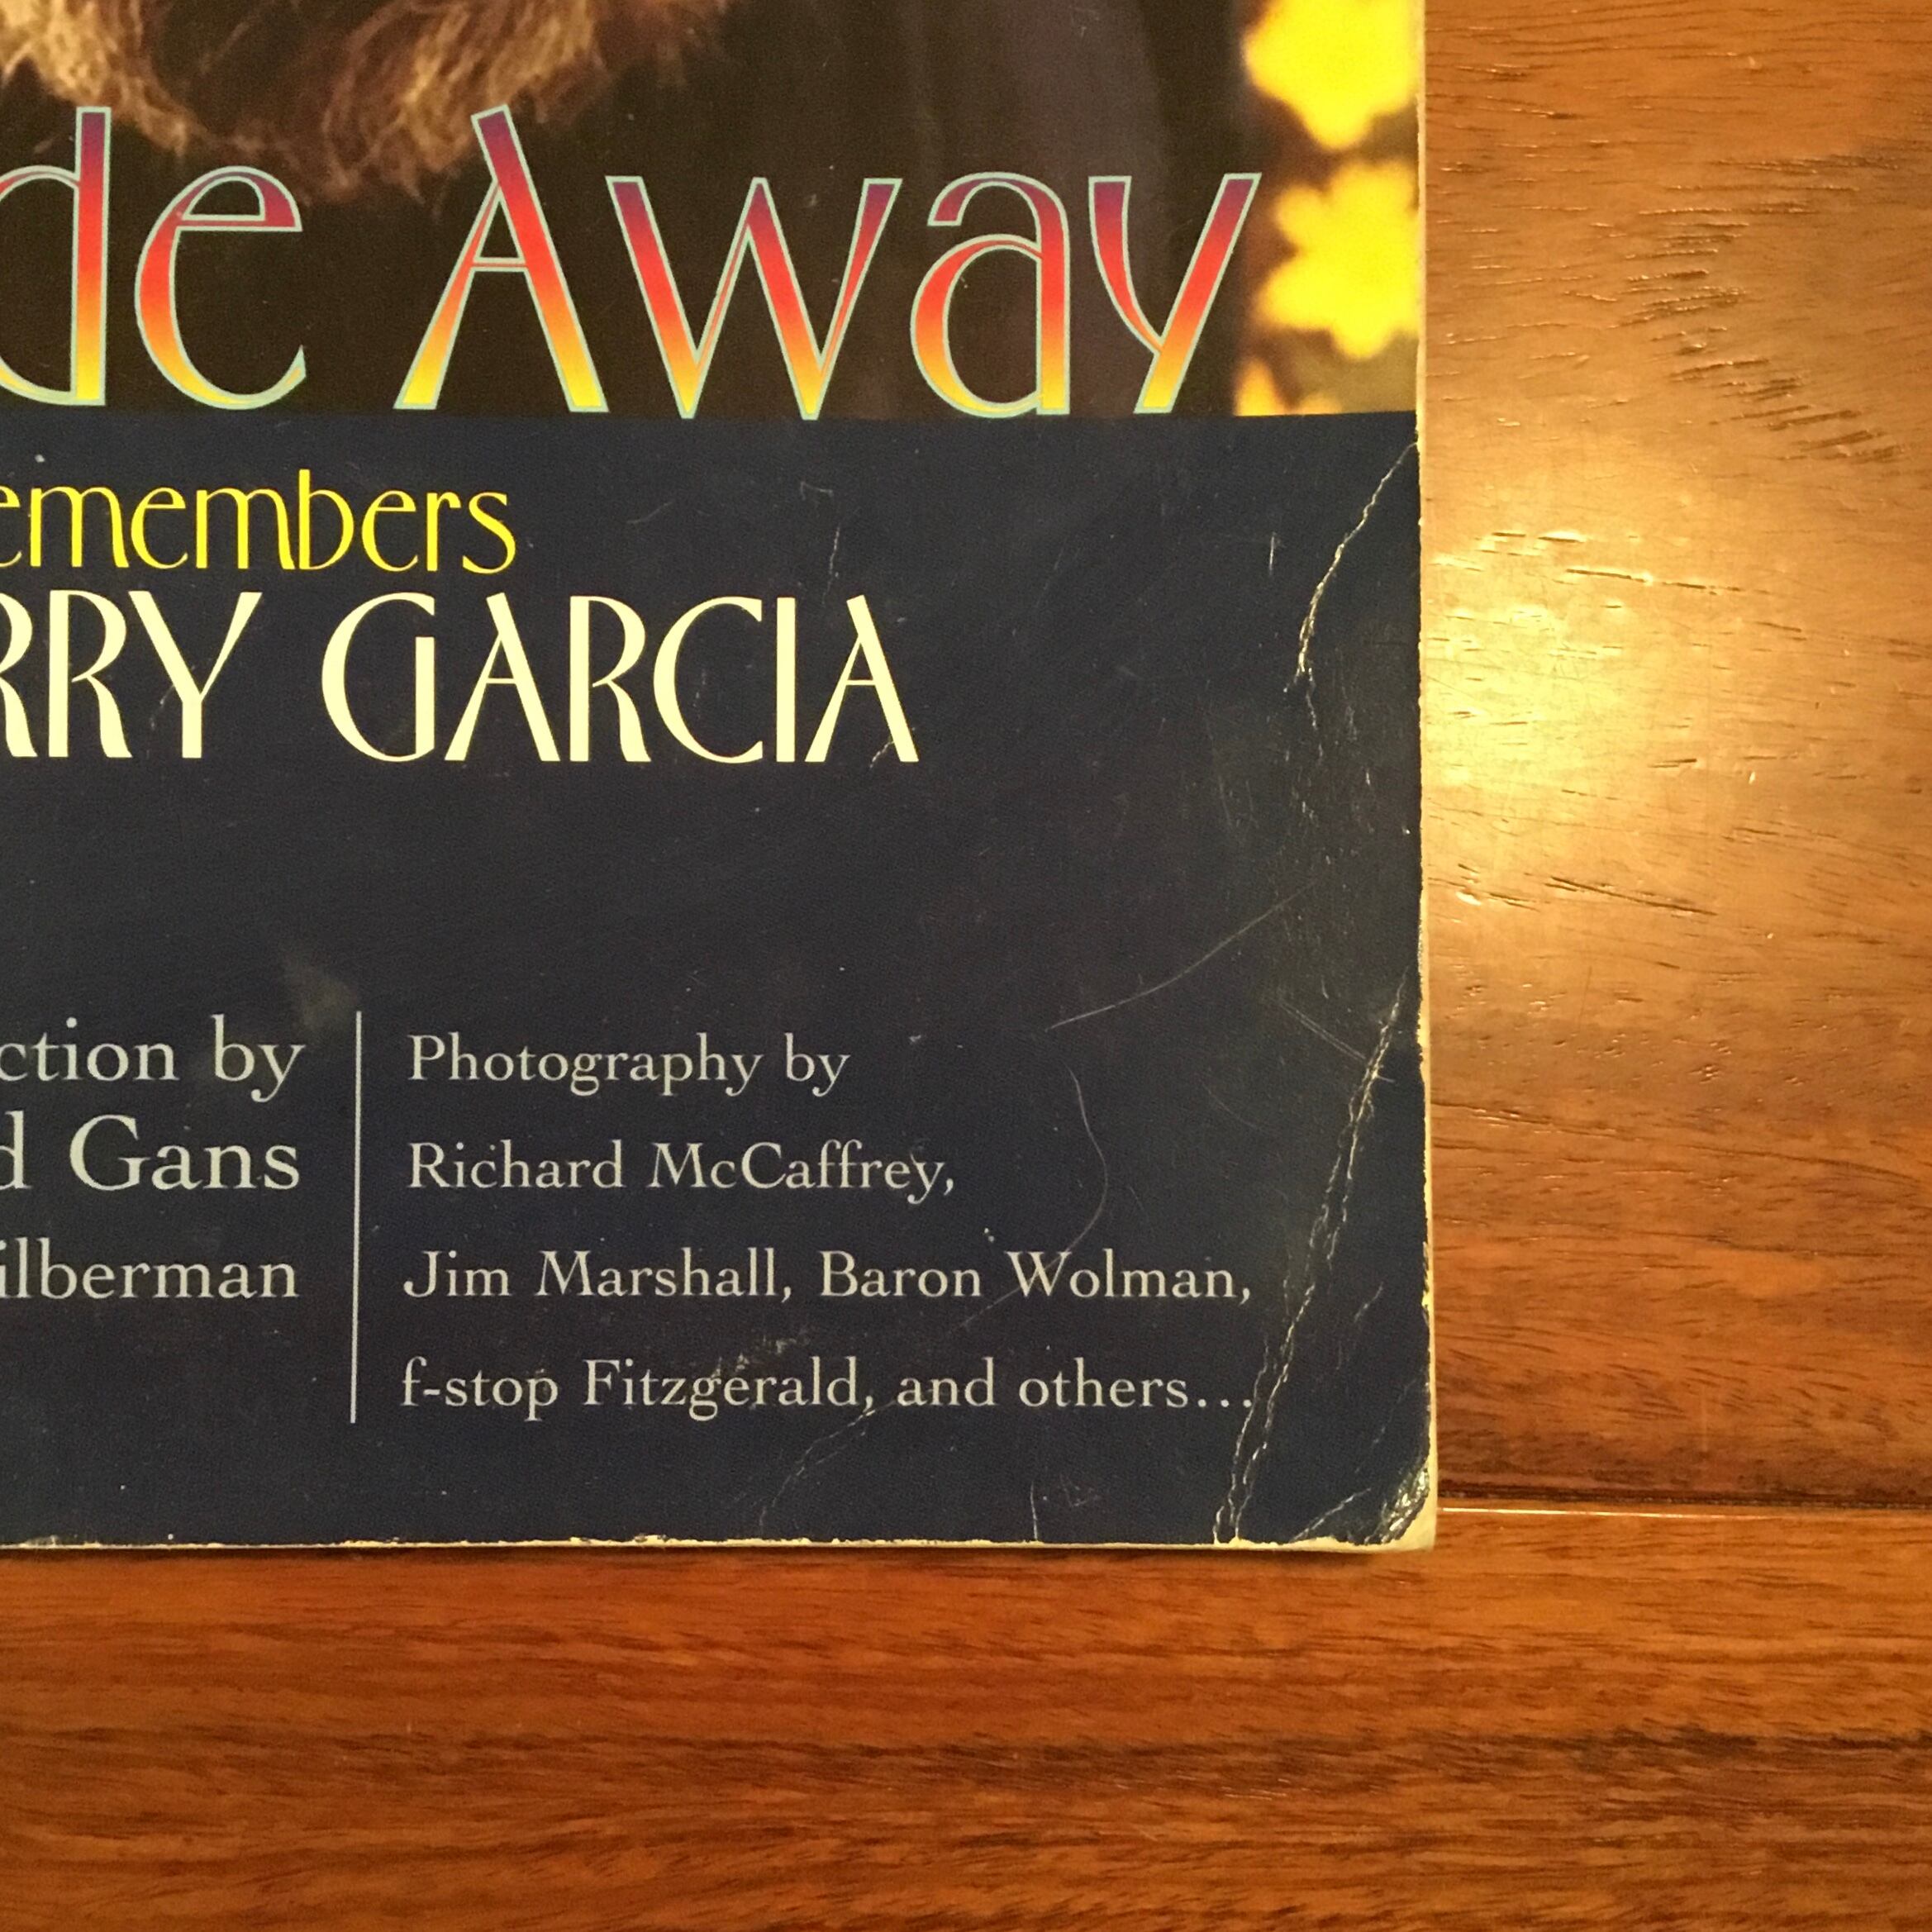 de Away
emembers
RRY GARCIA
ction by
d Gans
ilberman
Photography by
Richard McCaffrey,
Jim Marshall, Baron Wolman,
f-stop Fitzgerald, and others...